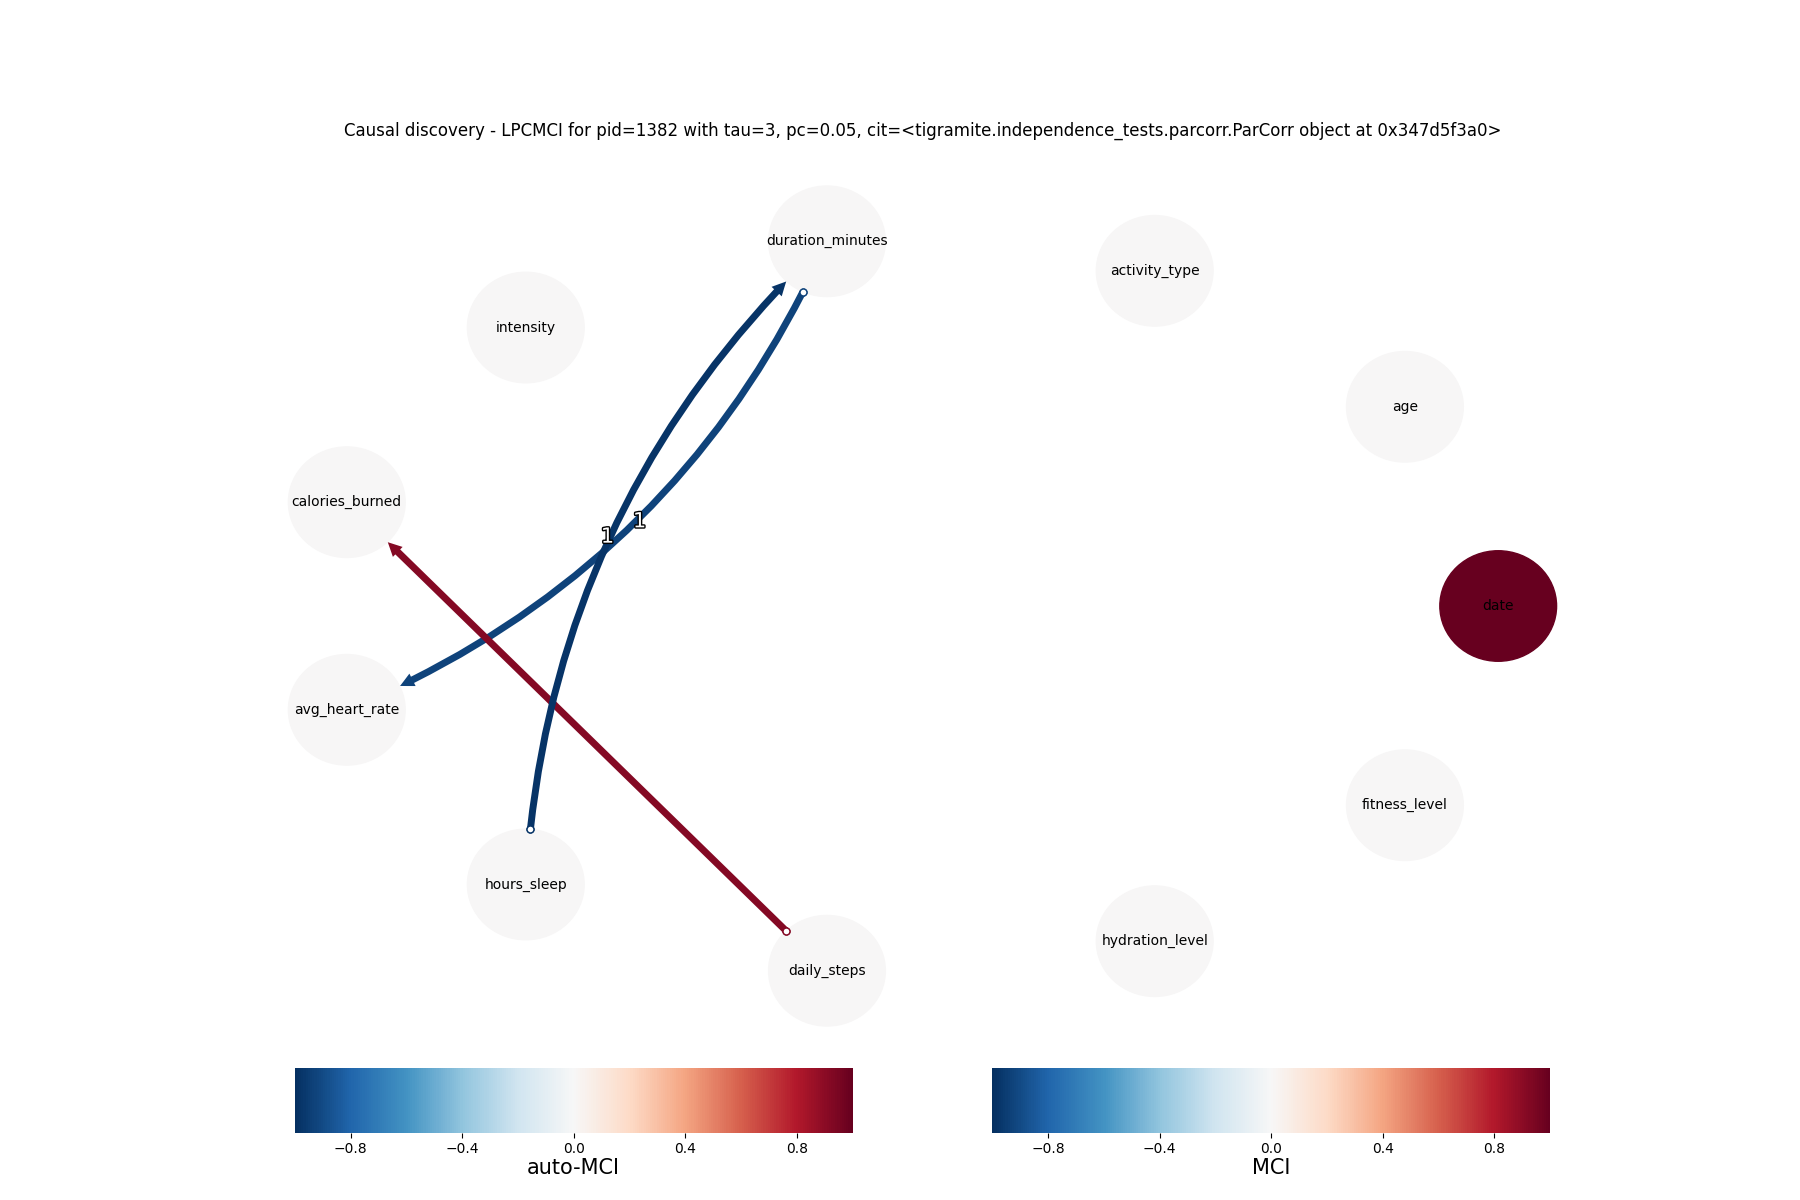 Causal discovery - LPCMCI for pid=1382 with tau=3, pc=0.05, cit=<tigramite.independence_tests.parcorr.ParCorr object at 0x347d5f3a0>
duration_minutes
activity_type
intensity
age
calories_burned
1
1
date
avg_heart_rate
fitness_level
hours_sleep
hydration_level
daily_steps
−0.8 −0.4 0.0 0.4 0.8
auto-MCI
−0.8 −0.4 0.0 0.4 0.8
MCI